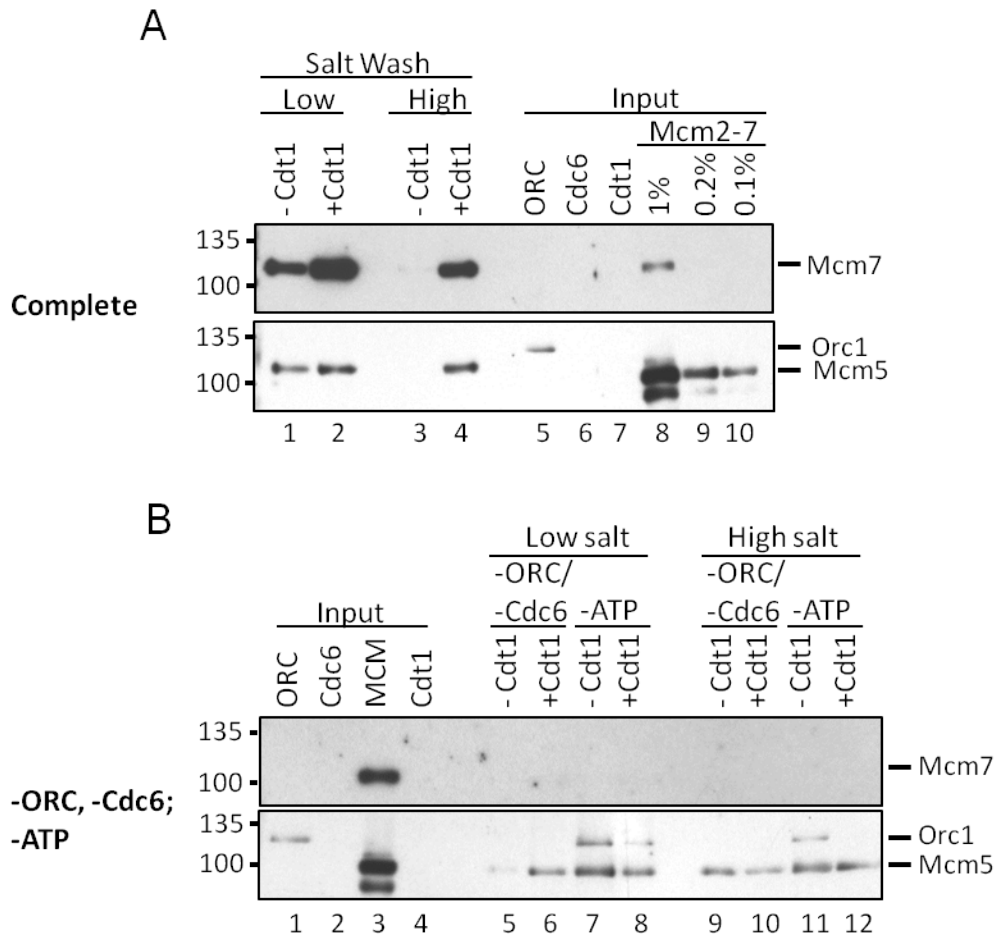 A
Salt Wash
Low High Input
Mcm2-7
- Cdt1 +Cdt1 - Cdt1 +Cdt1 ORC Cdc6 Cdt1 1% 0.2% 0.1%
135
100
Mcm7
Complete
135
100
Orc1
Mcm5
1 2 3 4 5 6 7 8 9 10
B
Low salt High salt
-ORC/ -ORC/
Input -Cdc6 -ATP -Cdc6 -ATP
ORC Cdc6 MCM Cdt1 - Cdt1 +Cdt1 - Cdt1 +Cdt1 - Cdt1 +Cdt1 - Cdt1 +Cdt1
135
100
Mcm7
-ORC, -Cdc6;
-ATP
135
100
Orc1
Mcm5
1 2 3 4 5 6 7 8 9 10 11 12